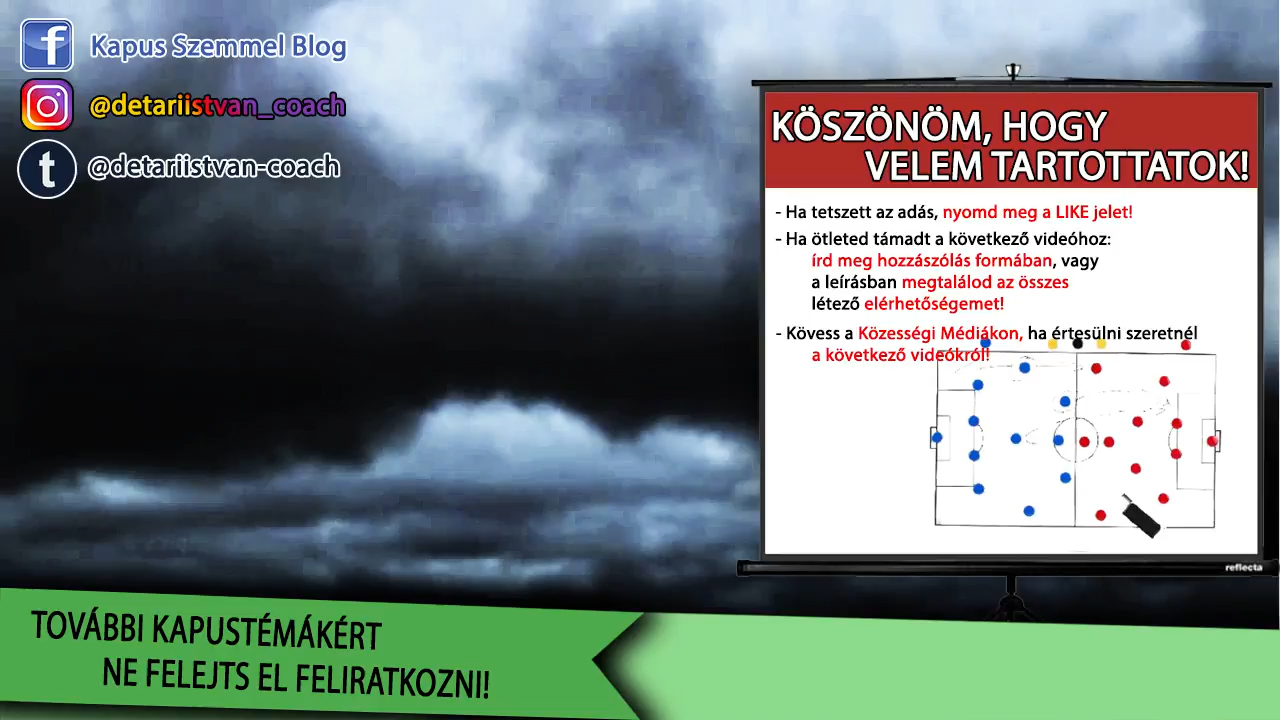 Kapus Szemmel Blog
@detariistvan_coach
@detariistvan-coach
KÖSZÖNÖM, HOGY
VELEM TARTOTTATOK!
- Ha tetszett az adás, nyomd meg a LIKE jelet!
- Ha ötleted támadt a következő videóhoz:
írd meg hozzászólás formában, vagy
a leírásban megtalálod az összes
létező elérhetőségemet!
- Kövess a Közességi Médiákon, ha értesülni szeretnél
a következő videókról!
reflecta
TOVÁBBI KAPUSTÉMÁKÉRT
NE FELEJTS EL FELIRATKOZNI!